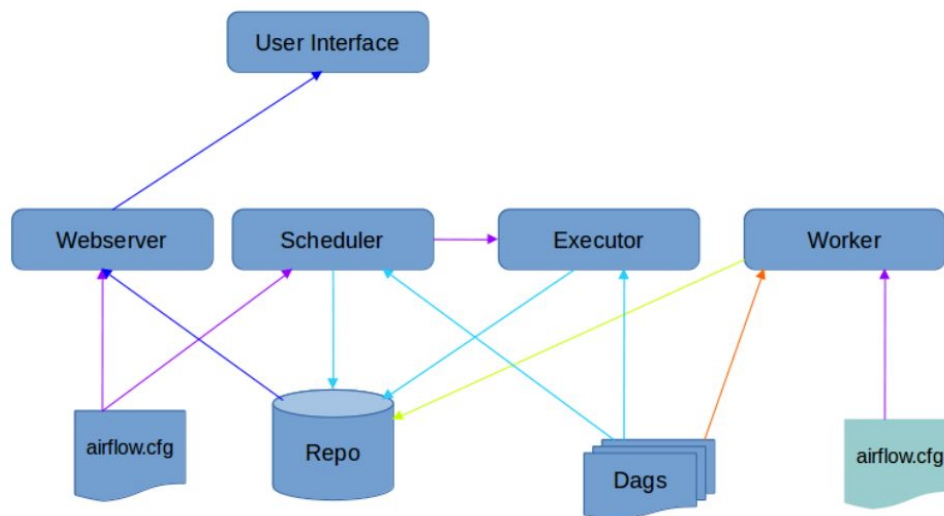 User Interface
Webserver
Scheduler
Executor
Worker
airflow.cfg
Repo
Dags
airflow.cfg